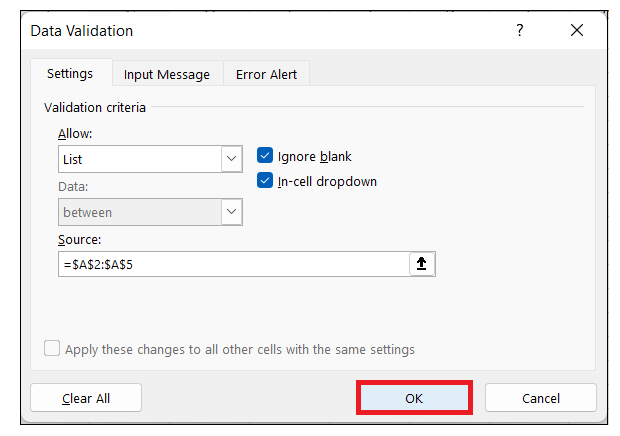 Data Validation ?
Settings Input Message Error Alert
Validation criteria
Allow:
List
Ignore blank
Data:
In-cell dropdown
between
Source:
=$A$2:$A$5
Apply these changes to all other cells with the same settings
Clear All OK Cancel